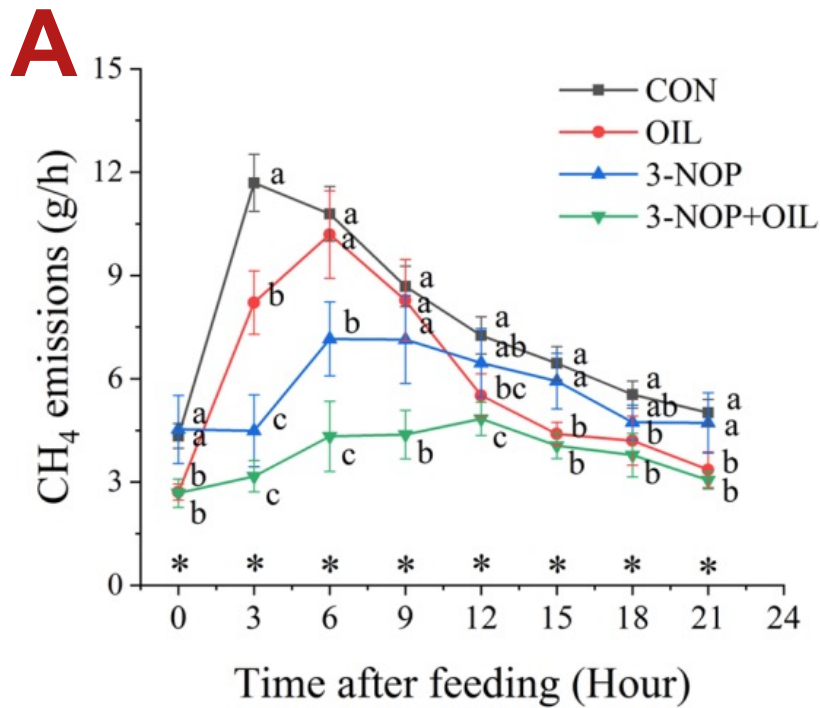 A
15
12
9
6
3
0
CH4 emissions (g/h)
CON
OIL
3-NOP
3-NOP+OIL
a
a
b
b
a
b
c
c
a
a
b
c
a
a
a
b
a
ab
bc
c
a
a
b
b
a
ab
b
b
a
a
b
b
* * * * * * * *
0 3 6 9 12 15 18 21 24
Time after feeding (Hour)